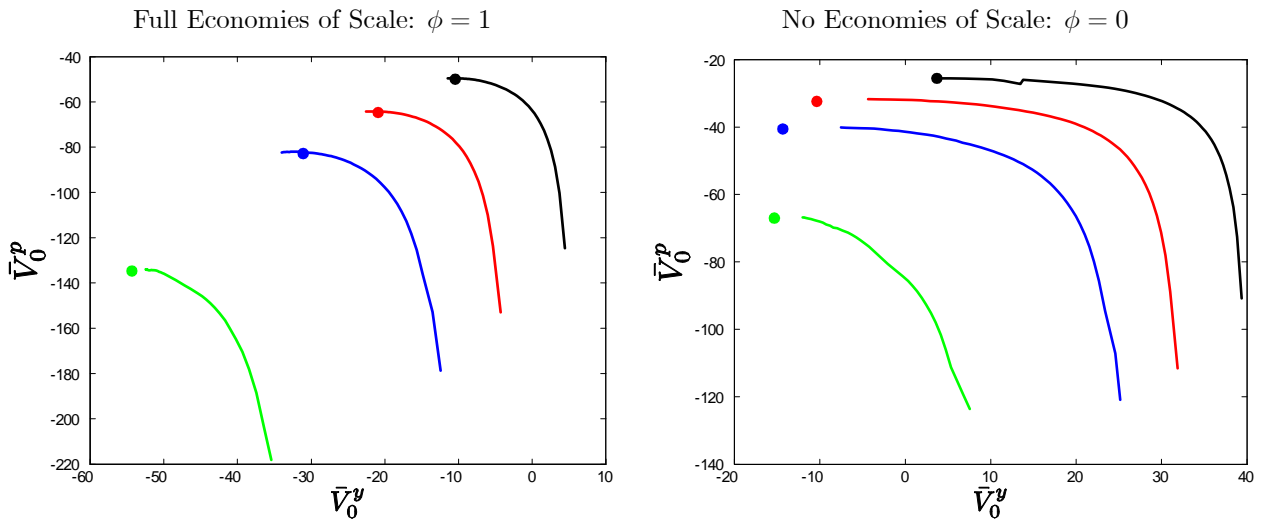 Full Economies of Scale: ϕ = 1
-40
-60
-80
-100
-120
-140
-160
-180
-200
-220
-60 -50 -40 -30 -20 -10 0 10
V̄₀ᵖ
V̄₀ʸ
No Economies of Scale: ϕ = 0
-20
-40
-60
-80
-100
-120
-140
-20 -10 0 10 20 30 40
V̄₀ᵖ
V̄₀ʸ